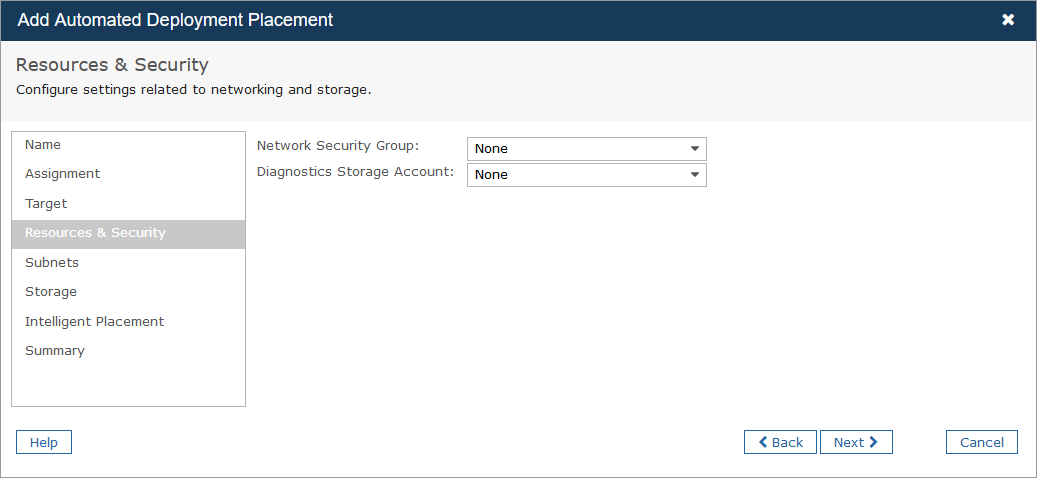 Add Automated Deployment Placement
Resources & Security
Configure settings related to networking and storage.
Name
Assignment
Target
Resources & Security
Subnets
Storage
Intelligent Placement
Summary
Network Security Group: None
Diagnostics Storage Account: None
Help
Back
Next
Cancel